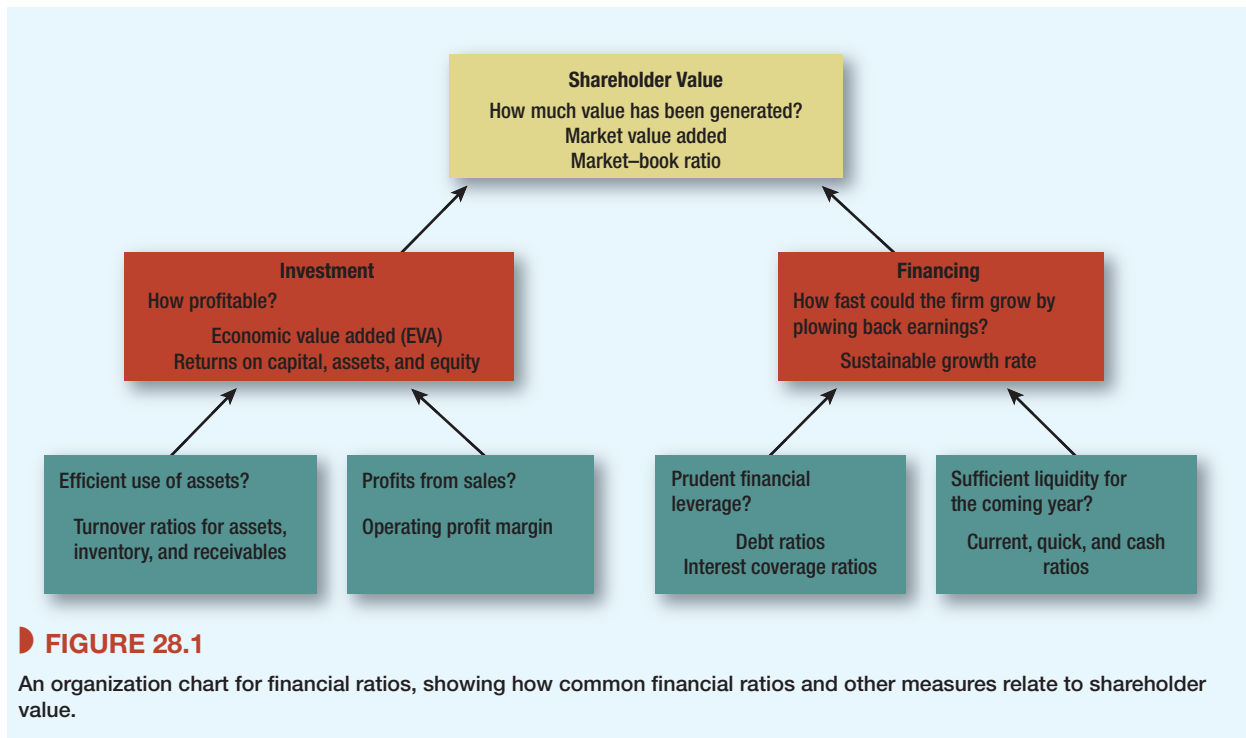 Shareholder Value
How much value has been generated?
Market value added
Market–book ratio
Investment
How profitable?
Economic value added (EVA)
Returns on capital, assets, and equity
Financing
How fast could the firm grow by
plowing back earnings?
Sustainable growth rate
Efficient use of assets?
Turnover ratios for assets,
inventory, and receivables
Profits from sales?
Operating profit margin
Prudent financial
leverage?
Debt ratios
Interest coverage ratios
Sufficient liquidity for
the coming year?
Current, quick, and cash
ratios
FIGURE 28.1
An organization chart for financial ratios, showing how common financial ratios and other measures relate to shareholder
value.